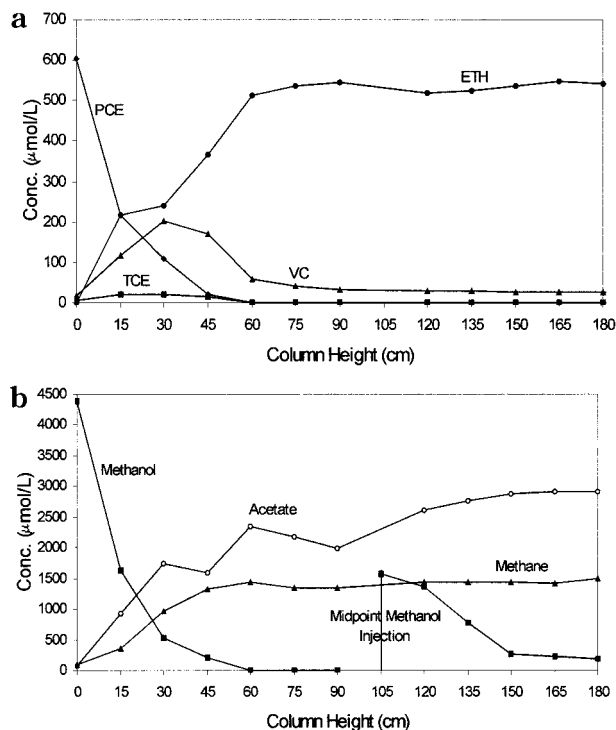 a
700
600
500
400
300
200
100
0
Conc. (μmol/L)
PCE
ETH
TCE
VC
0 15 30 45 60 75 90 105 120 135 150 165 180
Column Height (cm)
b
4500
4000
3500
3000
2500
2000
1500
1000
500
0
Conc. (μmol/L)
Methanol
Acetate
Methane
Midpoint Methanol
Injection
0 15 30 45 60 75 90 105 120 135 150 165 180
Column Height (cm)